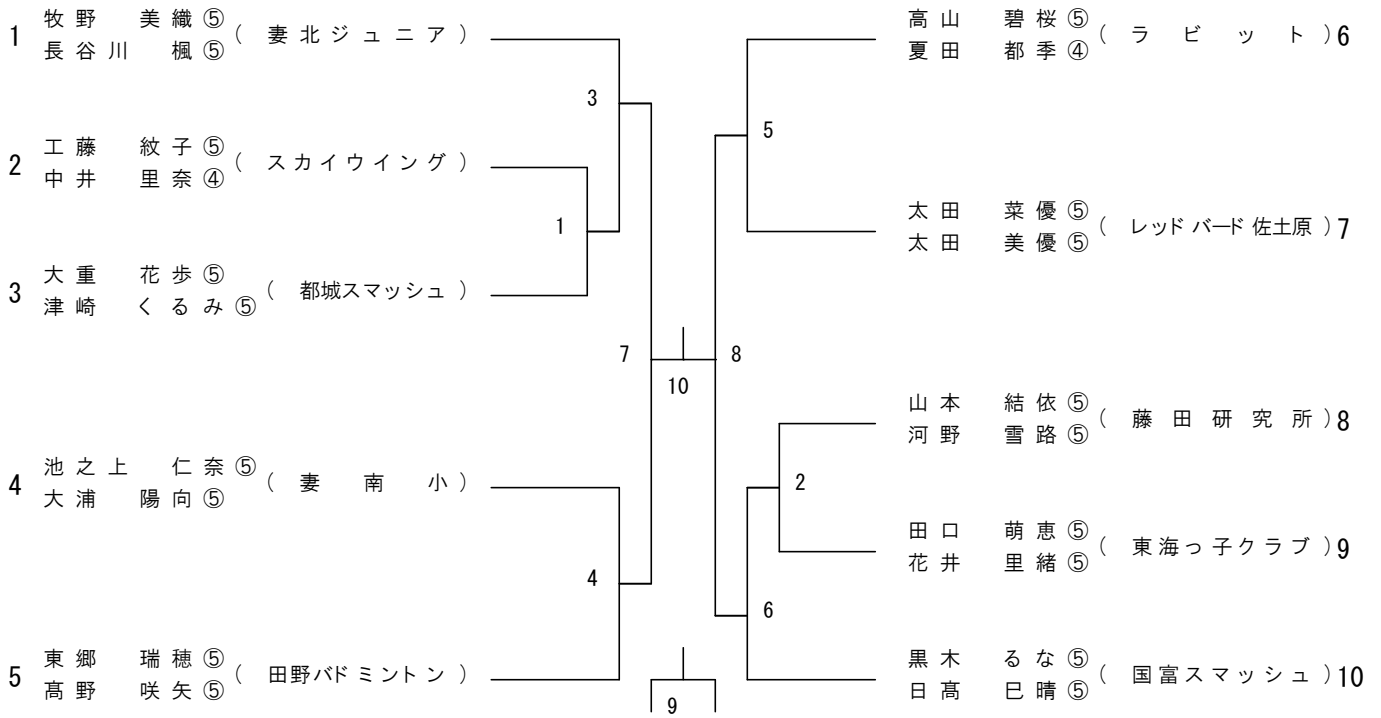 1 牧野 美織⑤ (妻北ジュニア)
長谷川 楓⑤
3
2 工藤 紋子⑤ (スカイウイング)
中井 里奈④
1
3 大重 花歩⑤ (都城スマッシュ)
津崎 くるみ⑤
7
4 池之上 仁奈⑤ (妻南小)
大浦 陽向⑤
4
5 東郷 瑞穂⑤ (田野バドミントン)
髙野 咲矢⑤
10
9
高山 碧桜⑤ (ラビット) 6
夏田 都季④
5
太田 菜優⑤ (レッドバード佐土原) 7
太田 美優⑤
8
山本 結依⑤ (藤田研究所) 8
河野 雪路⑤
2
田口 萌恵⑤ (東海っ子クラブ) 9
花井 里緒⑤
6
黒木 るな⑤ (国富スマッシュ) 10
日髙 巳晴⑤